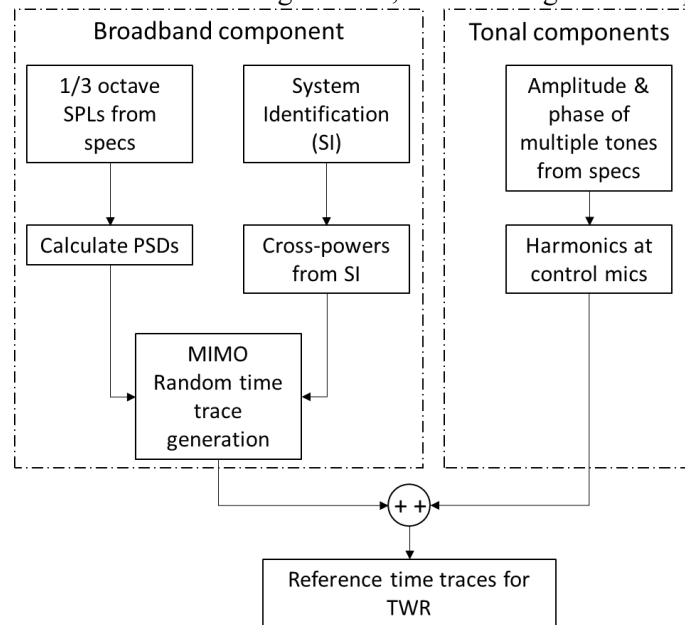 Broadband component
1/3 octave
SPLs from
specs
System
Identification
(SI)
Calculate PSDs
Cross-powers
from SI
MIMO
Random time
trace
generation
Tonal components
Amplitude &
phase of
multiple tones
from specs
Harmonics at
control mics
+ +
Reference time traces for
TWR